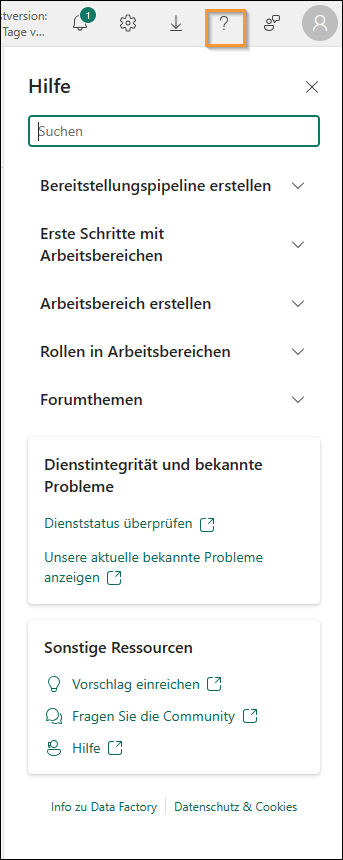 stversion:
Tage v...
1
?
Hilfe
Suchen
Bereitstellungspipeline erstellen
Erste Schritte mit
Arbeitsbereichen
Arbeitsbereich erstellen
Rollen in Arbeitsbereichen
Forumthemen
Dienstintegrität und bekannte
Probleme
Dienststatus überprüfen
Unsere aktuelle bekannte Probleme
anzeigen
Sonstige Ressourcen
Vorschlag einreichen
Fragen Sie die Community
Hilfe
Info zu Data Factory Datenschutz & Cookies